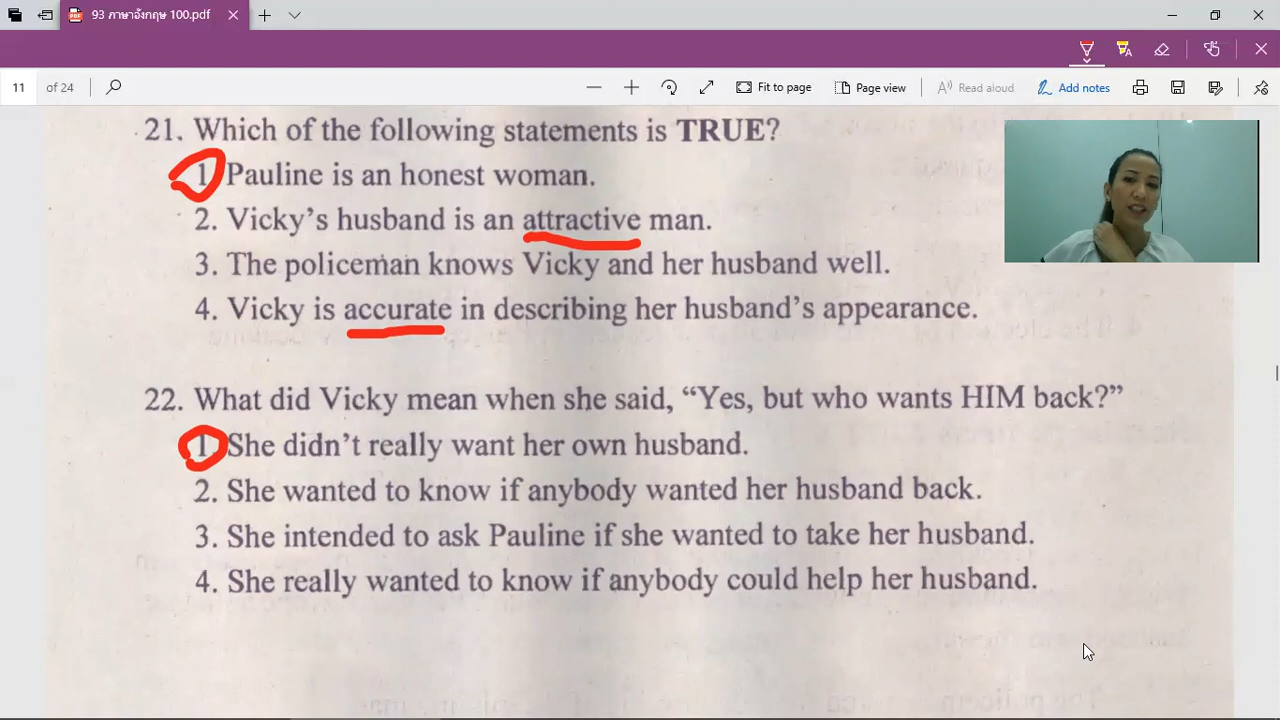 93 ภาษาอังกฤษ 100.pdf
11 of 24
Fit to page
Page view
Read aloud
Add notes
21. Which of the following statements is TRUE?
1. Pauline is an honest woman.
2. Vicky's husband is an attractive man.
3. The policeman knows Vicky and her husband well.
4. Vicky is accurate in describing her husband's appearance.
22. What did Vicky mean when she said, “Yes, but who wants HIM back?”
1. She didn't really want her own husband.
2. She wanted to know if anybody wanted her husband back.
3. She intended to ask Pauline if she wanted to take her husband.
4. She really wanted to know if anybody could help her husband.